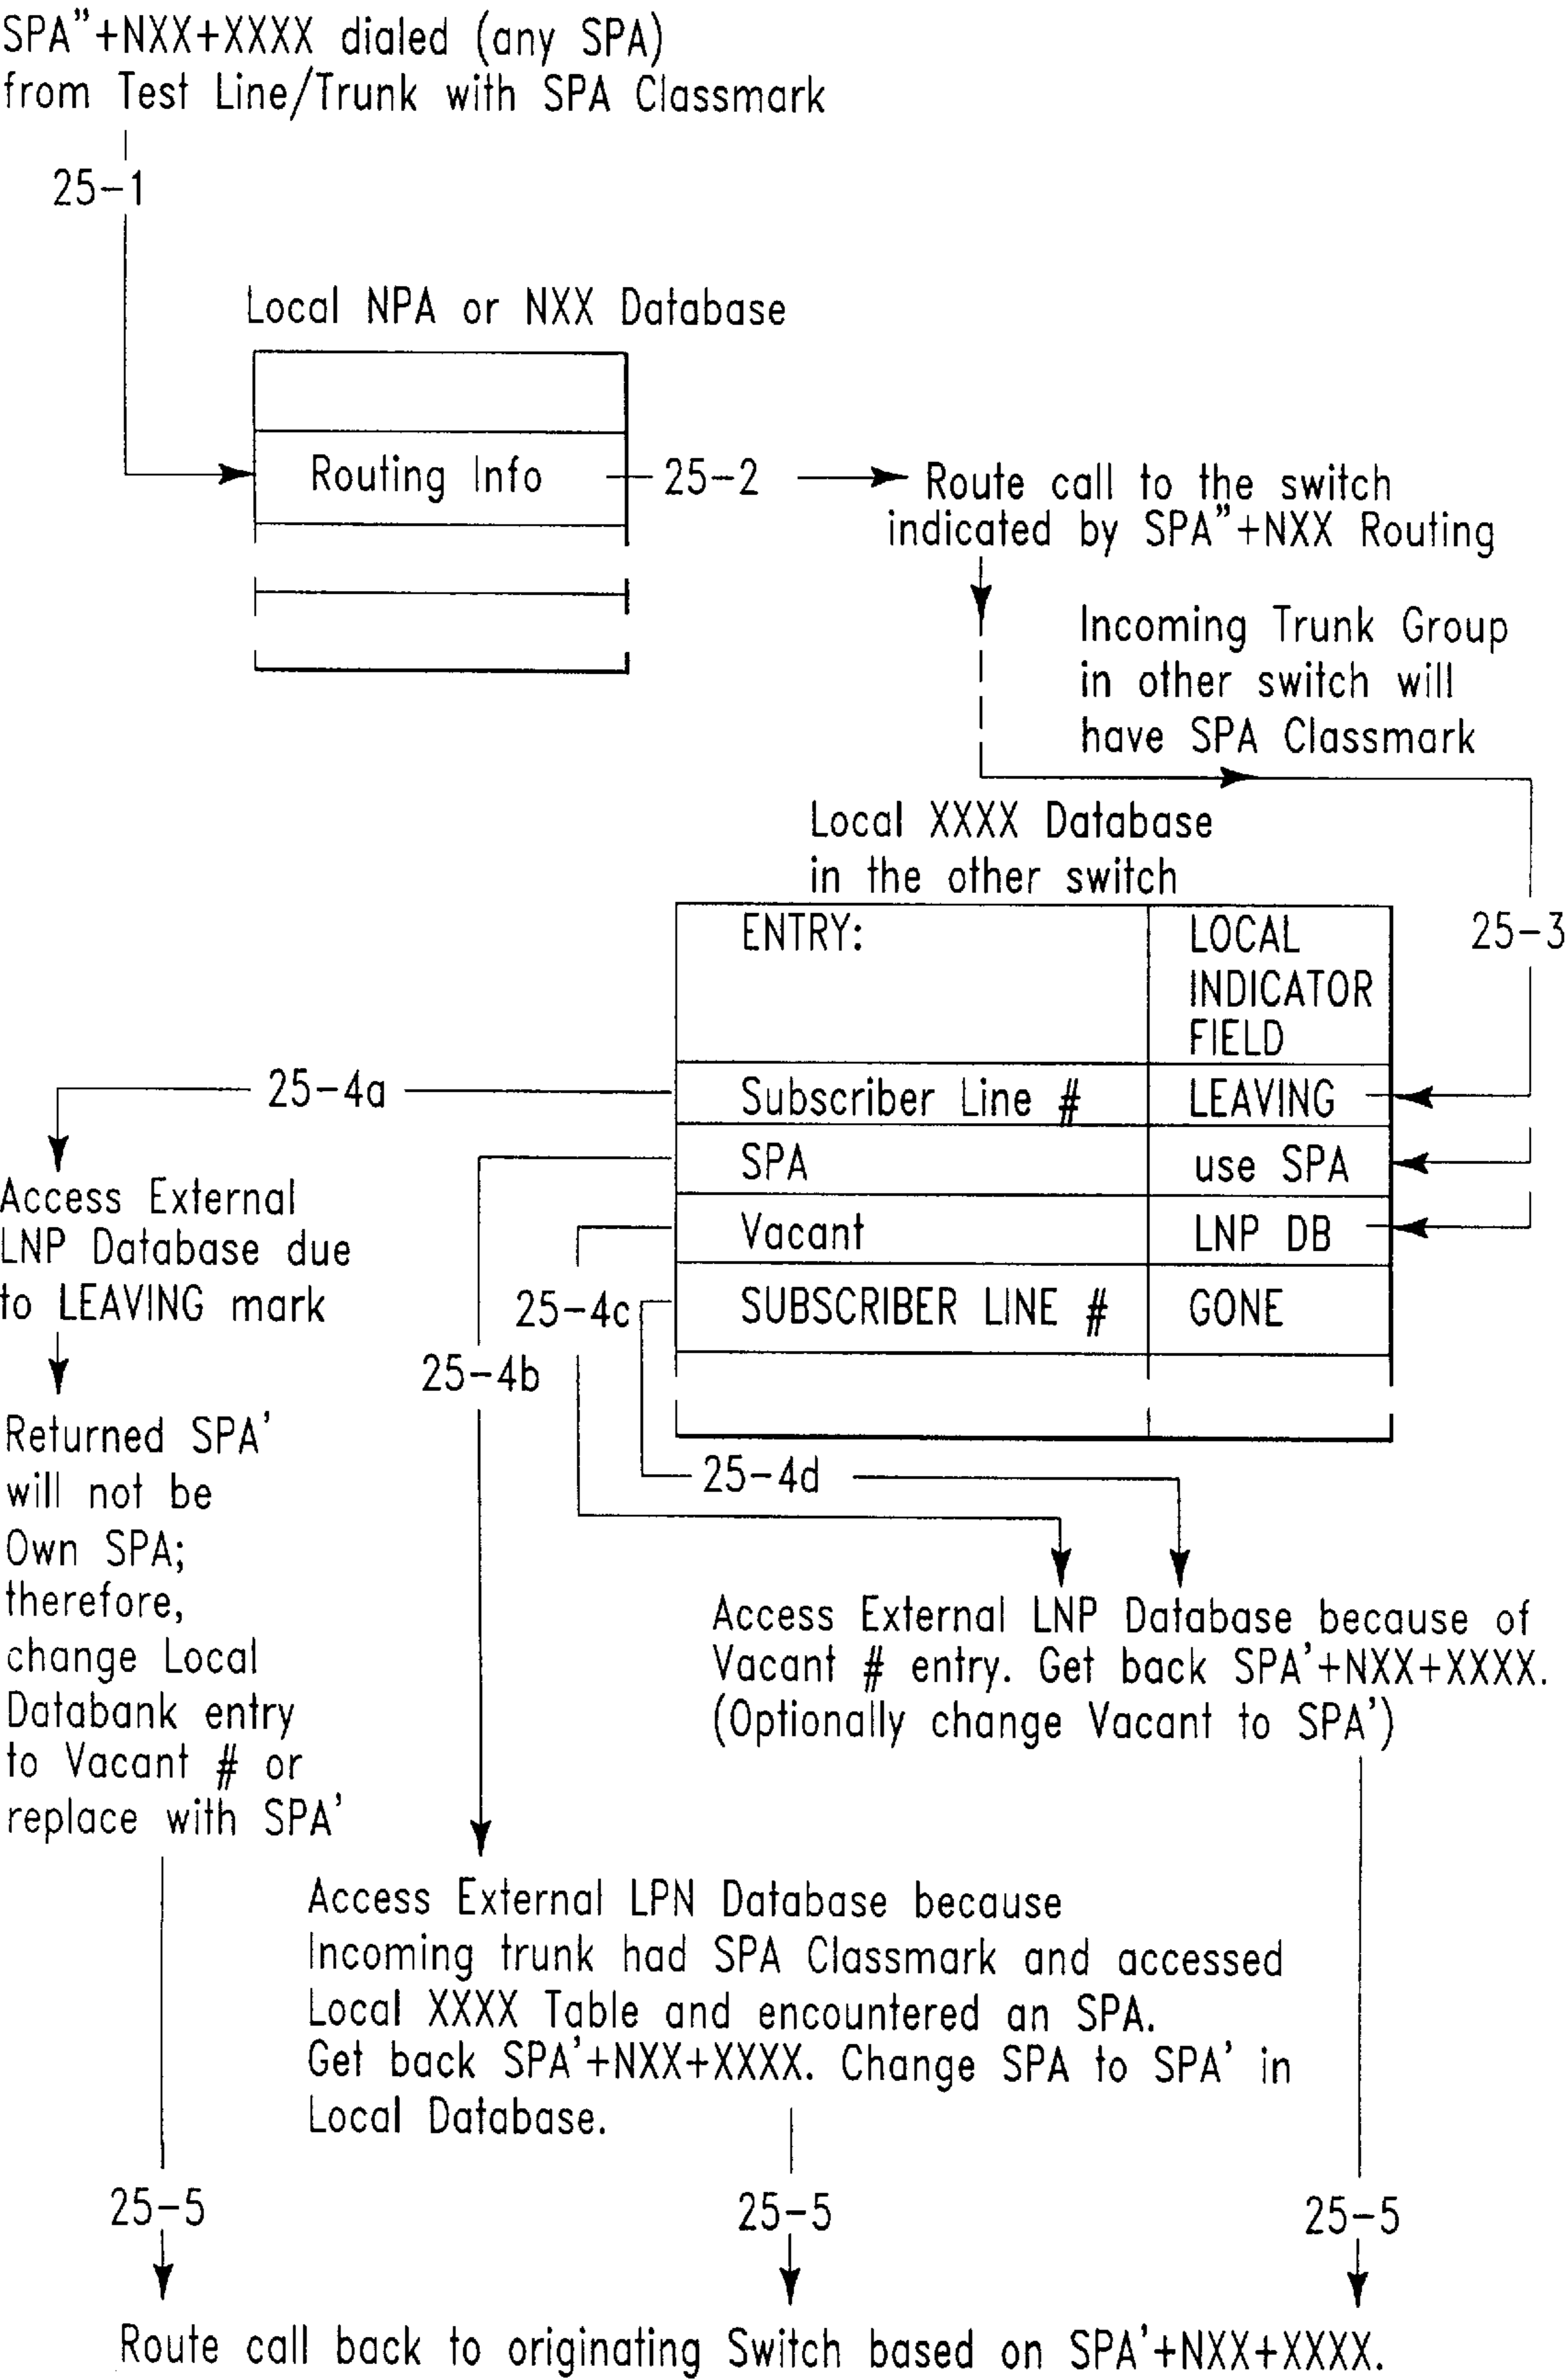 SPA"+NXX+XXXX dialed (any SPA)
from Test Line/Trunk with SPA Classmark
25-1
Local NPA or NXX Database
Routing Info
25-2
Route call to the switch
indicated by SPA"+NXX Routing
Incoming Trunk Group
in other switch will
have SPA Classmark
Local XXXX Database
in the other switch
25-3
ENTRY:
LOCAL
INDICATOR
FIELD
25-4a
Subscriber Line #
LEAVING
SPA
use SPA
Vacant
LNP DB
SUBSCRIBER LINE #
GONE
Access External
LNP Database due
to LEAVING mark
25-4c
25-4b
25-4d
Returned SPA'
will not be
Own SPA;
therefore,
change Local
Databank entry
to Vacant # or
replace with SPA'
Access External LNP Database because of
Vacant # entry. Get back SPA'+NXX+XXXX.
(Optionally change Vacant to SPA')
Access External LPN Database because
Incoming trunk had SPA Classmark and accessed
Local XXXX Table and encountered an SPA.
Get back SPA'+NXX+XXXX. Change SPA to SPA' in
Local Database.
25-5
25-5
25-5
Route call back to originating Switch based on SPA'+NXX+XXXX.